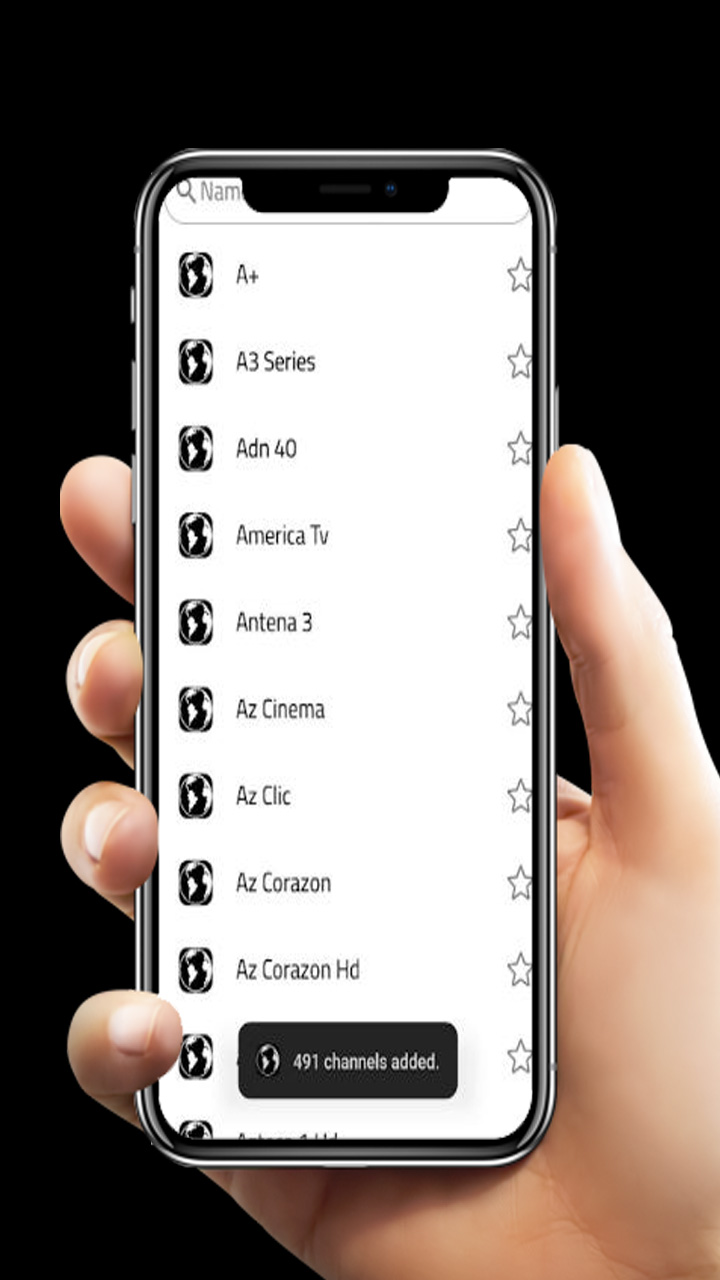 Nam
A+
A3 Series
Adn 40
America Tv
Antena 3
Az Cinema
Az Clic
Az Corazon
Az Corazon Hd
491 channels added.